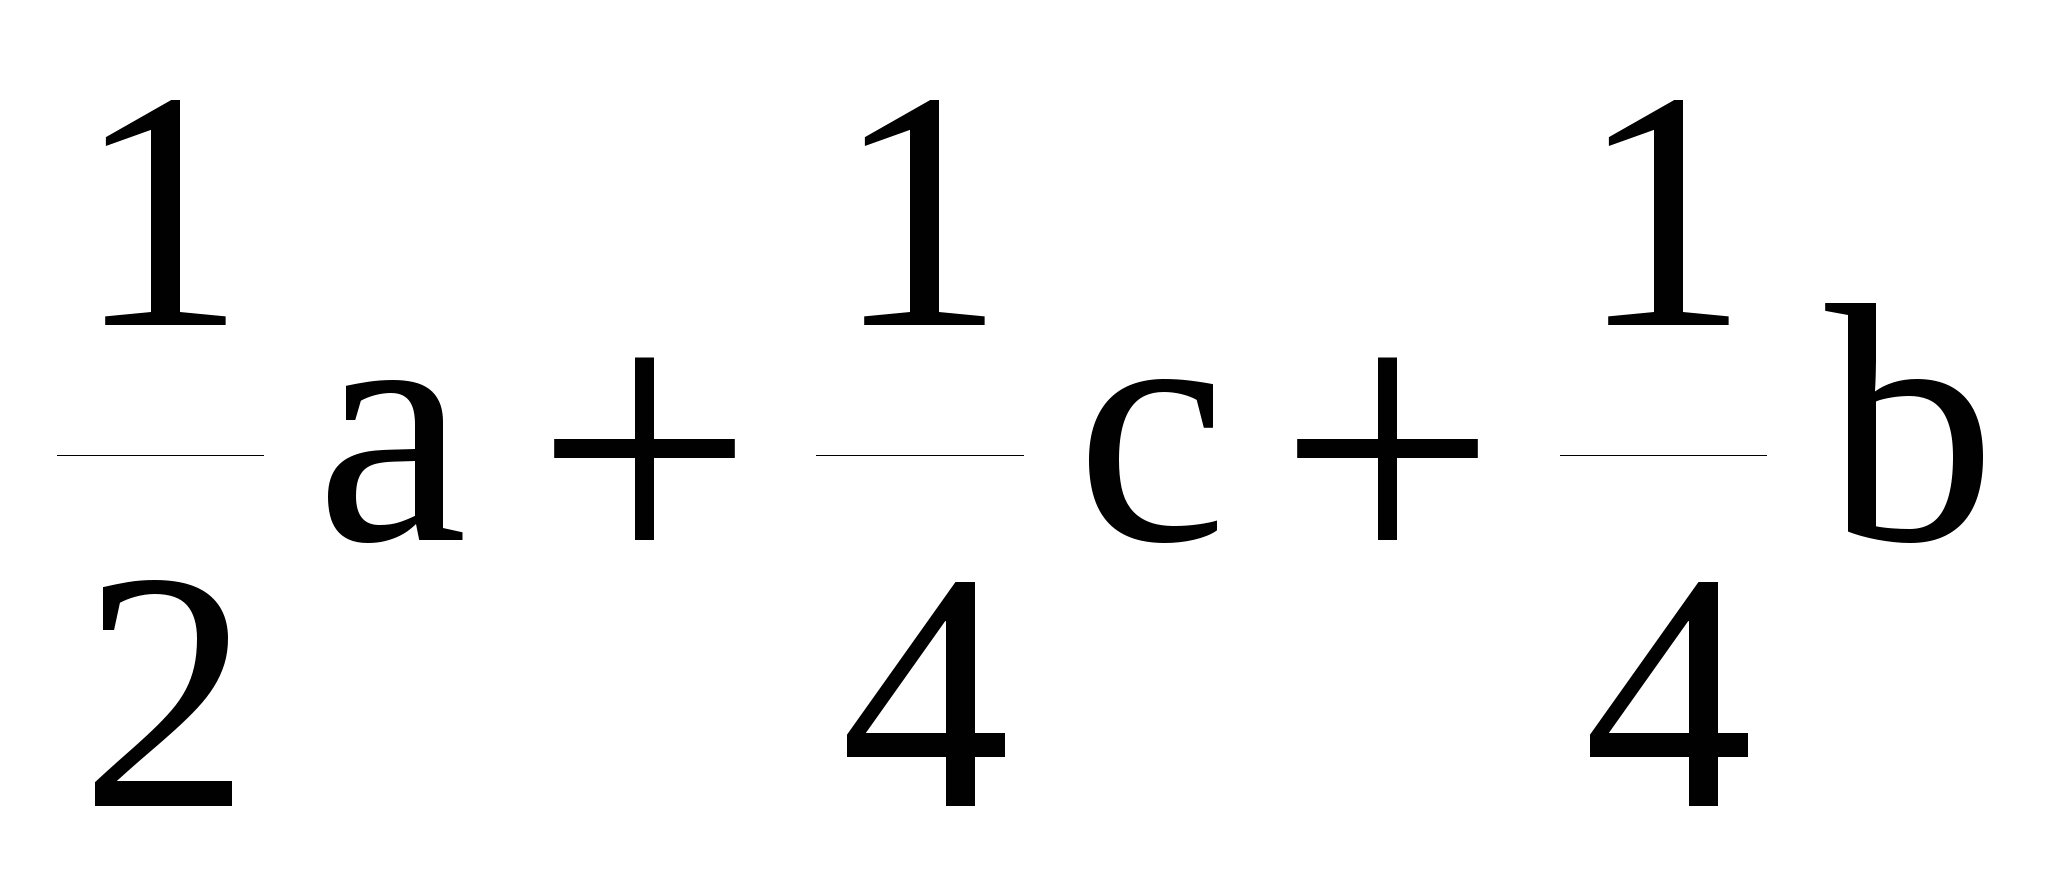 1/2 a + 1/4 c + 1/4 b